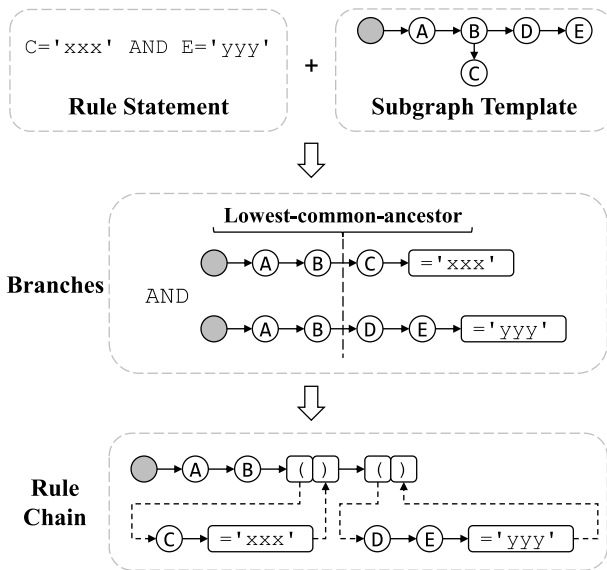 C='xxx' AND E='yyy'
Rule Statement
+
A B D E
C
Subgraph Template
Lowest-common-ancestor
A B C ='xxx'
Branches
AND
A B D E ='yyy'
A B ( ) ( )
Rule
Chain
C ='xxx' D E ='yyy'